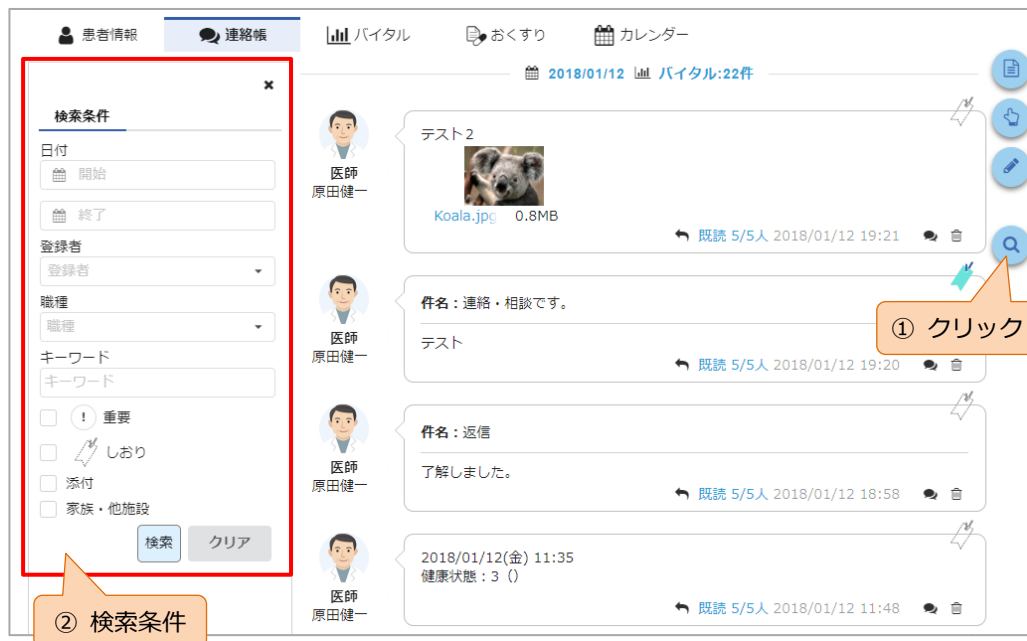 患者情報 連絡帳 バイタル おくすり カレンダー
2018/01/12 バイタル:22件
検索条件
日付
開始
終了
登録者
登録者
職種
職種
キーワード
キーワード
! 重要
しおり
添付
家族・他施設
検索 クリア
② 検索条件
医師
原田健一
テスト2
Koala.jpg 0.8MB
既読 5/5人 2018/01/12 19:21
医師
原田健一
件名：連絡・相談です。
テスト
既読 5/5人 2018/01/12 19:20
① クリック
医師
原田健一
件名：返信
了解しました。
既読 5/5人 2018/01/12 18:58
医師
原田健一
2018/01/12(金) 11:35
健康状態：3（）
既読 5/5人 2018/01/12 11:48